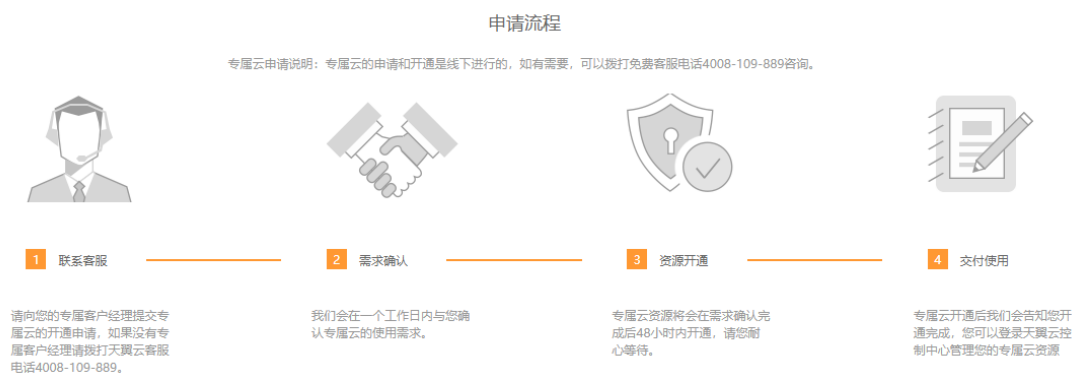 申请流程
专属云申请说明：专属云的申请和开通是线下进行的，如有需要，可以拨打免费客服电话4008-109-889咨询。
1 联系客服
2 需求确认
3 资源开通
4 交付使用
请向您的专属客户经理提交专
属云的开通申请，如果没有专
属客户经理请拨打天翼云客服
电话4008-109-889。
我们会在一个工作日内与您确
认专属云的使用需求。
专属云资源将会在需求确认完
成后48小时内开通，请您耐
心等待。
专属云开通后我们会告知您开
通完成，您可以登录天翼云控
制中心管理您的专属云资源